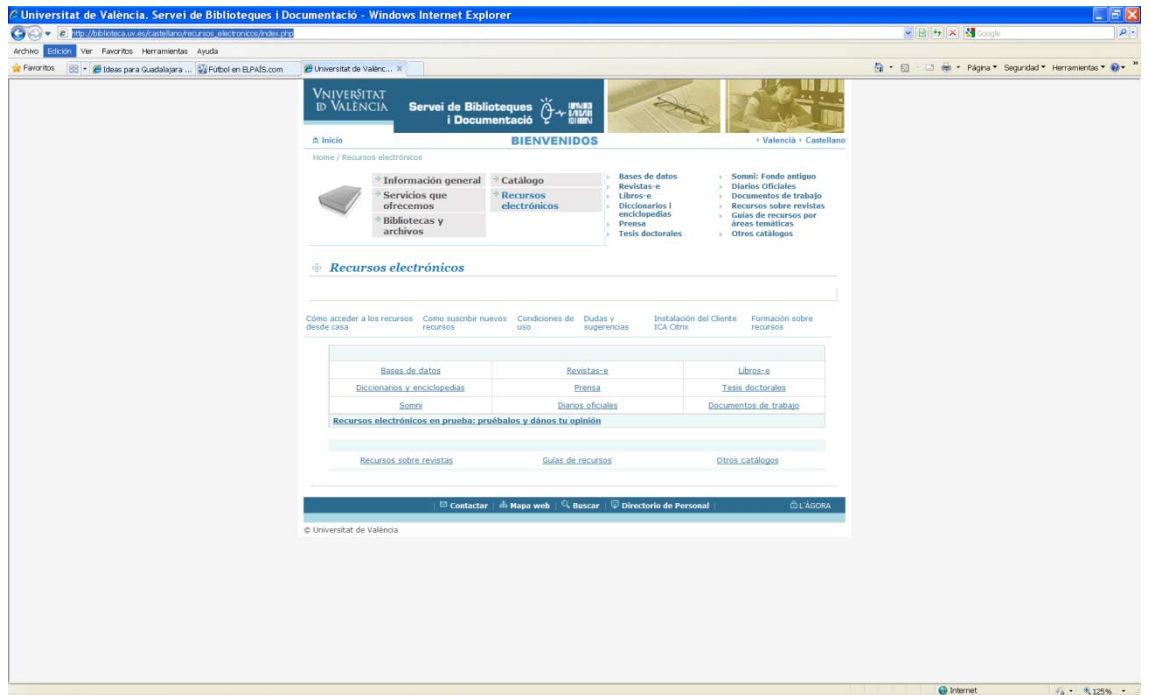 Universitat de València. Servei de Biblioteques i Documentació - Windows Internet Explorer
http://biblioteca.uv.es/castellano/recursos_electronicos/index.php
Google
Archivo Edición Ver Favoritos Herramientas Ayuda
Favoritos Ideas para Guadalajara ... Fútbol en ELPAÍS.com Universitat de Valènc... X
Página Seguridad Herramientas
VNIVERSITAT
ID VALÈNCIA
Servei de Biblioteques
i Documentació
Inicio BIENVENIDOS Valencià Castellano
Home / Recursos electrónicos
Información general
Servicios que
ofrecemos
Bibliotecas y
archivos
Catálogo
Recursos
electrónicos
Bases de datos
Revistas-e
Libros-e
Diccionarios i
enciclopedias
Prensa
Tesis doctorales
Somni: Fondo antiguo
Diarios Oficiales
Documentos de trabajo
Recursos sobre revistas
Guías de recursos por
áreas temáticas
Otros catálogos
Recursos electrónicos
Cómo acceder a los recursos
desde casa
Como suscribir nuevos
recursos
Condiciones de
uso
Dudas y
sugerencias
Instalación del Cliente
ICA Citrix
Formación sobre
recursos
Bases de datos Revistas-e Libros-e
Diccionarios y enciclopedias Prensa Tesis doctorales
Somni Diarios oficiales Documentos de trabajo
Recursos electrónicos en prueba: pruébalos y dános tu opinión
Recursos sobre revistas Guías de recursos Otros catálogos
Contactar | Mapa web | Buscar | Directorio de Personal | L'ÀGORA
© Universitat de València
Internet 125%